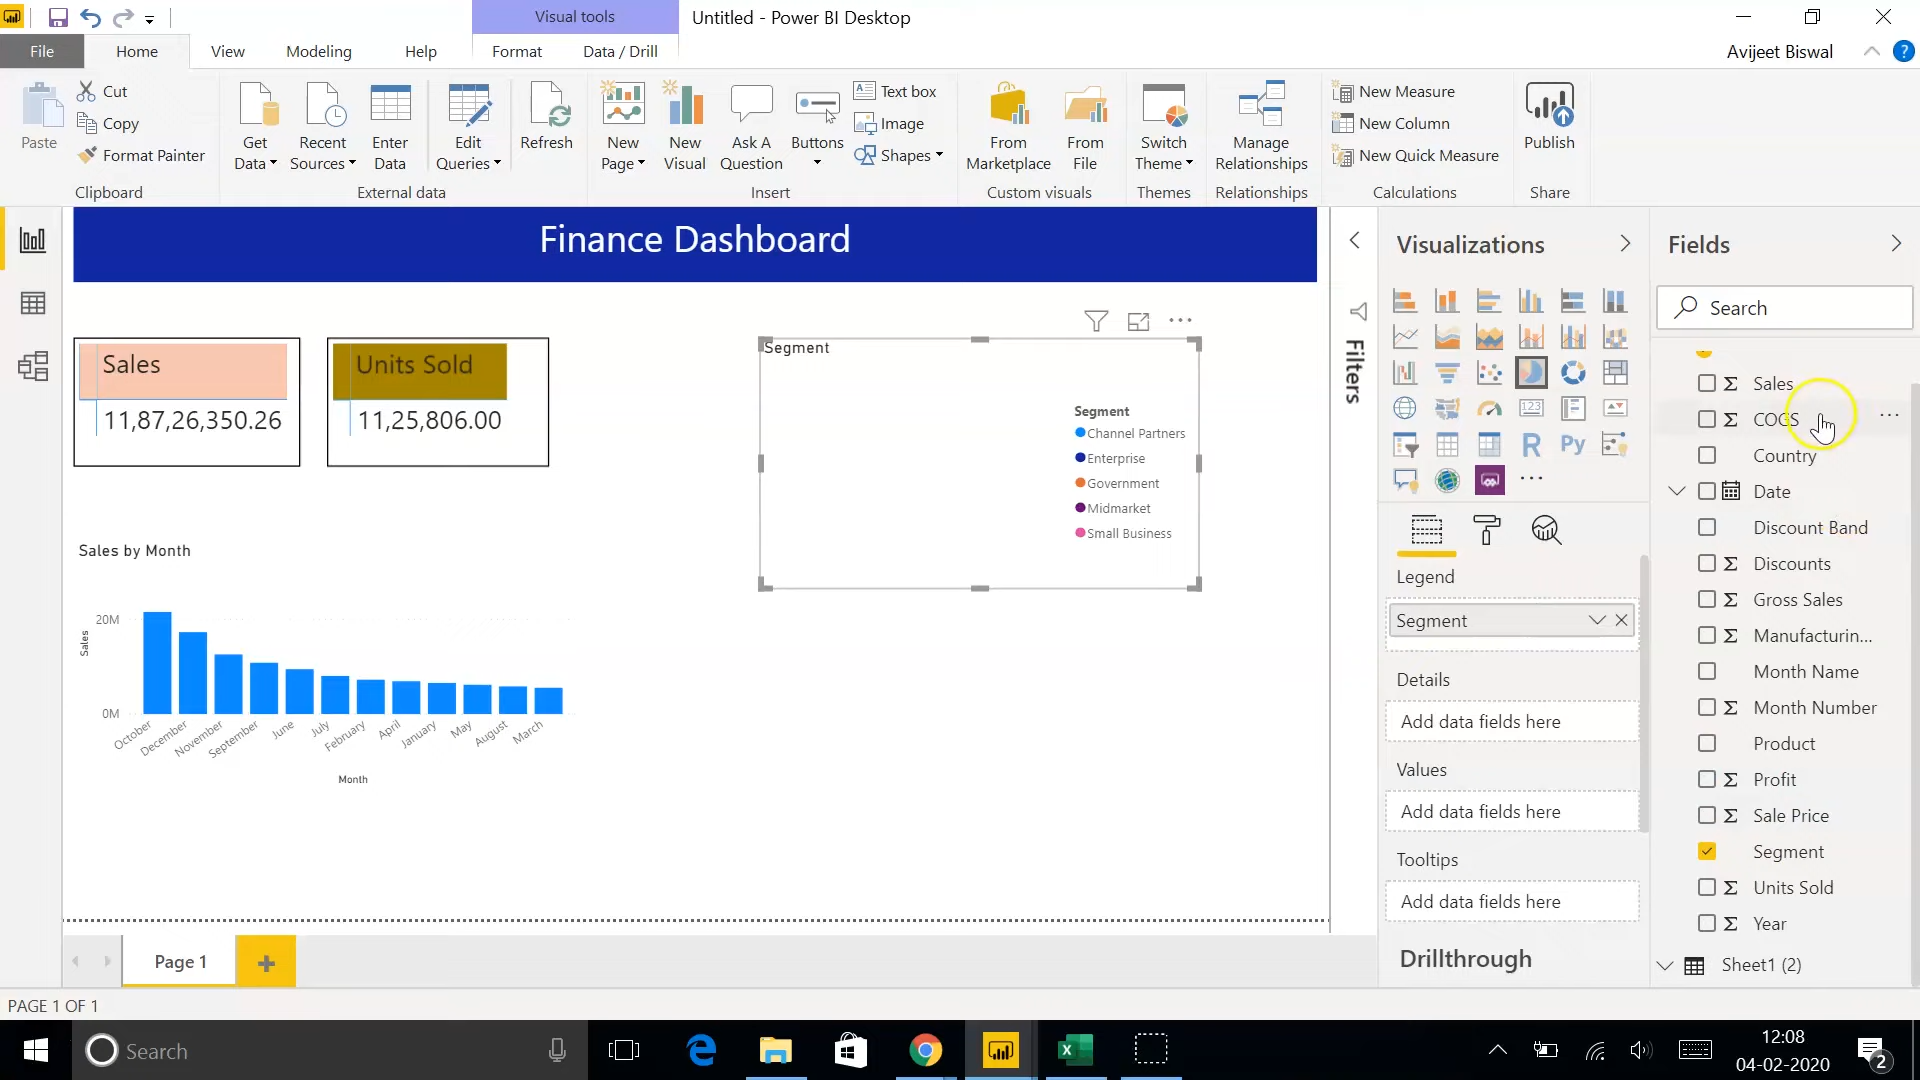 Visual tools
Untitled - Power BI Desktop
File
Home
View
Modeling
Help
Format
Data / Drill
Avijeet Biswal
?
Paste
Cut
Copy
Format Painter
Clipboard
Get Data
Recent Sources
Enter Data
Edit Queries
Refresh
External data
New Page
New Visual
Ask A Question
Buttons
Text box
Image
Shapes
Insert
From Marketplace
From File
Custom visuals
Switch Theme
Themes
Manage Relationships
Relationships
New Measure
New Column
New Quick Measure
Calculations
Publish
Share
Finance Dashboard
Sales
11,87,26,350.26
Units Sold
11,25,806.00
Segment
Segment
Channel Partners
Enterprise
Government
Midmarket
Small Business
Sales by Month
20M
0M
Sales
October
December
November
September
June
July
February
April
January
May
August
March
Month
Filters
Visualizations
123
R
Py
Legend
Segment
Details
Add data fields here
Values
Add data fields here
Tooltips
Add data fields here
Drillthrough
Fields
Search
Σ Sales
Σ COGS
Country
Date
Discount Band
Σ Discounts
Σ Gross Sales
Σ Manufacturin...
Month Name
Σ Month Number
Product
Σ Profit
Σ Sale Price
Segment
Σ Units Sold
Σ Year
Sheet1 (2)
Page 1
PAGE 1 OF 1
Search
12:08
04-02-2020
2